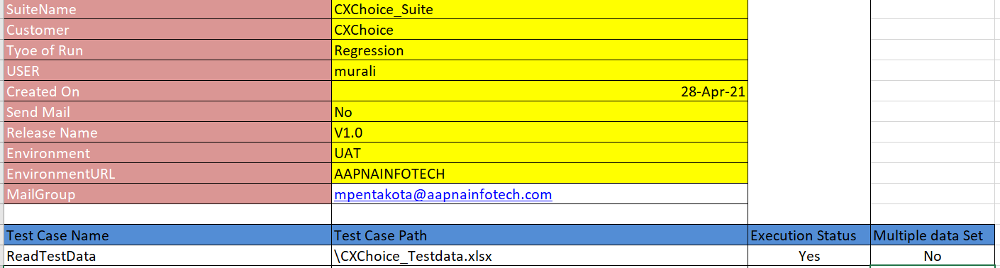 SuiteName CXChoice_Suite
Customer CXChoice
Tyoe of Run Regression
USER murali
Created On 28-Apr-21
Send Mail No
Release Name V1.0
Environment UAT
EnvironmentURL AAPNAINFOTECH
MailGroup mpentakota@aapnainfotech.com
Test Case Name Test Case Path Execution Status Multiple data Set
ReadTestData \CXChoice_Testdata.xlsx Yes No